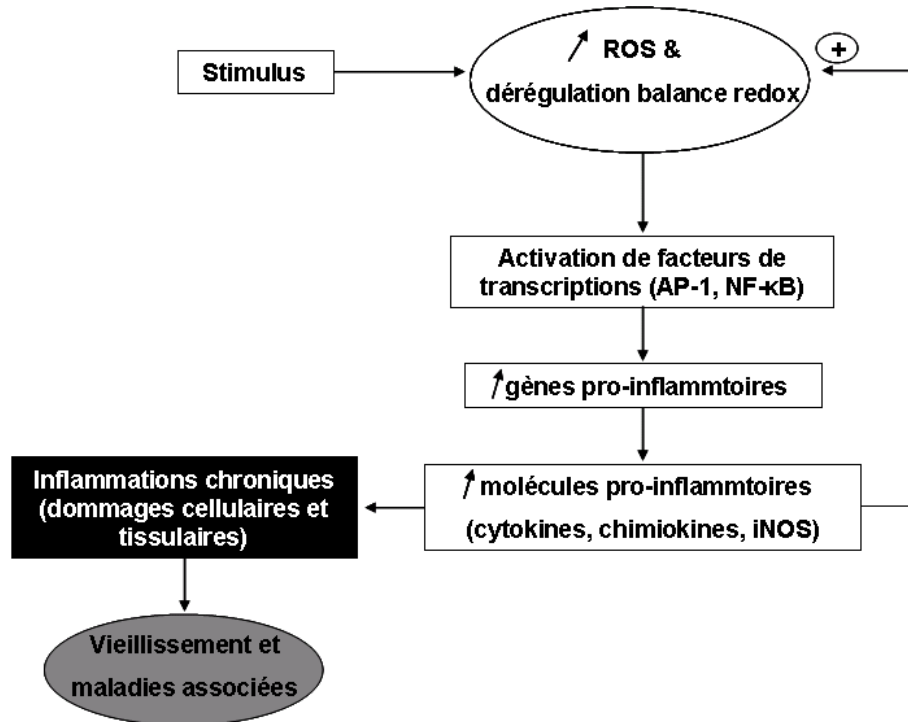 Stimulus
ROS &
dérégulation balance redox
+
Activation de facteurs de
transcriptions (AP-1, NF-κB)
gènes pro-inflammtoires
molécules pro-inflammtoires
(cytokines, chimiokines, iNOS)
Inflammations chroniques
(dommages cellulaires et
tissulaires)
Vieillissement et
maladies associées